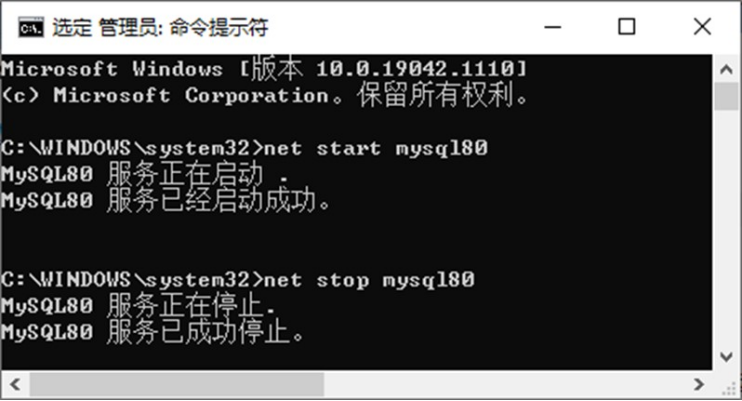 选定 管理员: 命令提示符
Microsoft Windows [版本 10.0.19042.1110]
(c) Microsoft Corporation。保留所有权利。
C:\WINDOWS\system32>net start mysql80
MySQL80 服务正在启动 .
MySQL80 服务已经启动成功。
C:\WINDOWS\system32>net stop mysql80
MySQL80 服务正在停止.
MySQL80 服务已成功停止。